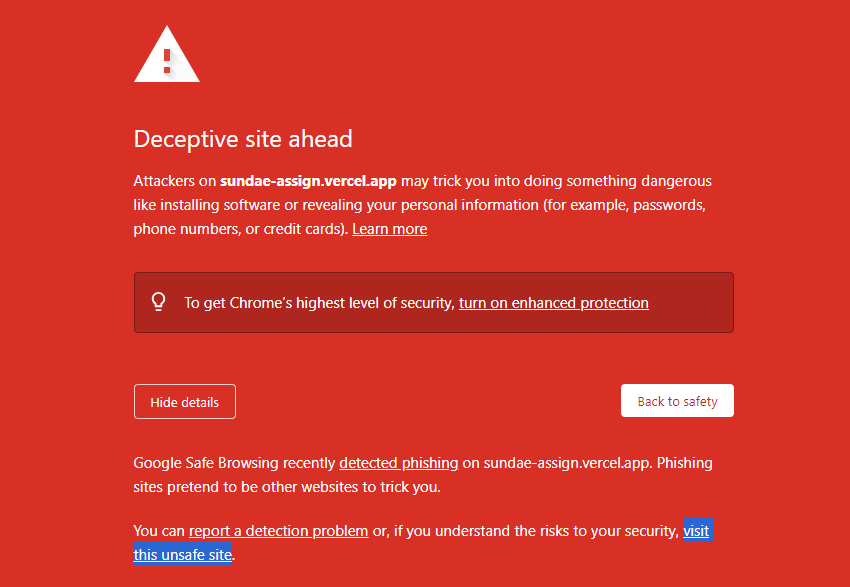 Deceptive site ahead
Attackers on sundae-assign.vercel.app may trick you into doing something dangerous
like installing software or revealing your personal information (for example, passwords,
phone numbers, or credit cards). Learn more
To get Chrome's highest level of security, turn on enhanced protection
Hide details
Back to safety
Google Safe Browsing recently detected phishing on sundae-assign.vercel.app. Phishing
sites pretend to be other websites to trick you.
You can report a detection problem or, if you understand the risks to your security, visit
this unsafe site.